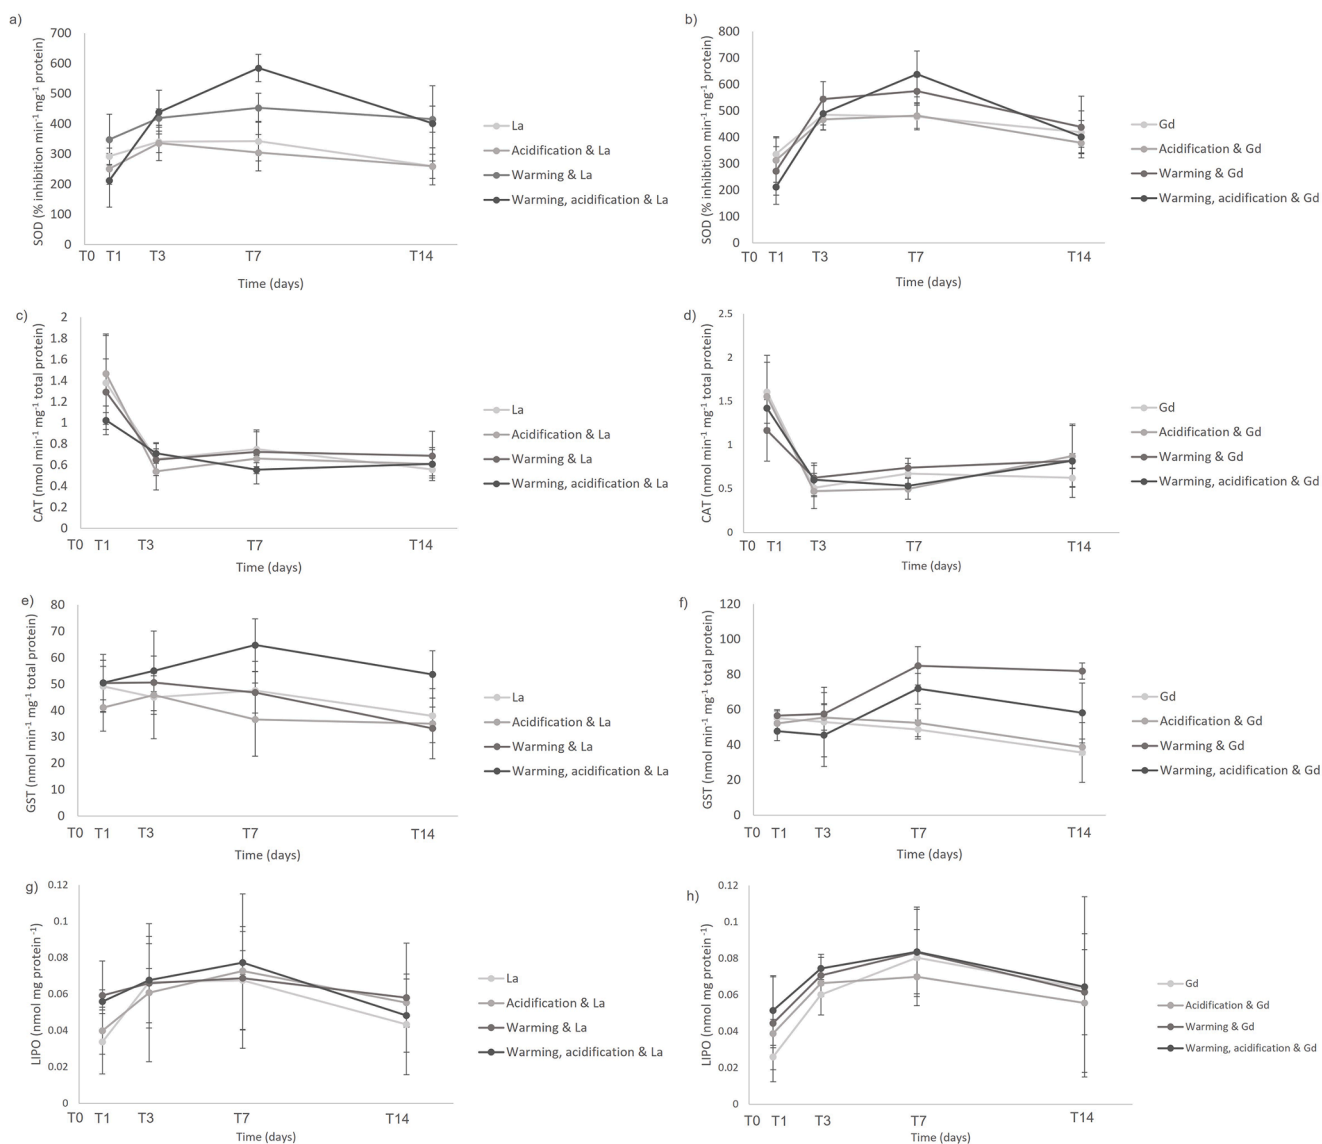 a)
SOD (% inhibition min⁻¹ mg⁻¹ protein)
700
600
500
400
300
200
100
0
T0 T1 T3 T7 T14
Time (days)
La
Acidification & La
Warming & La
Warming, acidification & La
b)
SOD (% inhibition min⁻¹ mg⁻¹ protein)
800
700
600
500
400
300
200
100
0
T0 T1 T3 T7 T14
Time (days)
Gd
Acidification & Gd
Warming & Gd
Warming, acidification & Gd
c)
CAT (nmol min⁻¹ mg⁻¹ total protein)
2
1.8
1.6
1.4
1.2
1
0.8
0.6
0.4
0.2
0
T0 T1 T3 T7 T14
Time (days)
La
Acidification & La
Warming & La
Warming, acidification & La
d)
CAT (nmol min⁻¹ mg⁻¹ total protein)
2.5
2
1.5
1
0.5
0
T0 T1 T3 T7 T14
Time (days)
Gd
Acidification & Gd
Warming & Gd
Warming, acidification & Gd
e)
GST (nmol min⁻¹ mg⁻¹ total protein)
80
70
60
50
40
30
20
10
0
T0 T1 T3 T7 T14
Time (days)
La
Acidification & La
Warming & La
Warming, acidification & La
f)
GST (nmol min⁻¹ mg⁻¹ total protein)
120
100
80
60
40
20
0
T0 T1 T3 T7 T14
Time (days)
Gd
Acidification & Gd
Warming & Gd
Warming, acidification & Gd
g)
LIPO (nmol mg protein⁻¹)
0.12
0.1
0.08
0.06
0.04
0.02
0
T0 T1 T3 T7 T14
Time (days)
La
Acidification & La
Warming & La
Warming, acidification & La
h)
LIPO (nmol mg protein⁻¹)
0.12
0.1
0.08
0.06
0.04
0.02
0
T0 T1 T3 T7 T14
Time (days)
Gd
Acidification & Gd
Warming & Gd
Warming, acidification & Gd